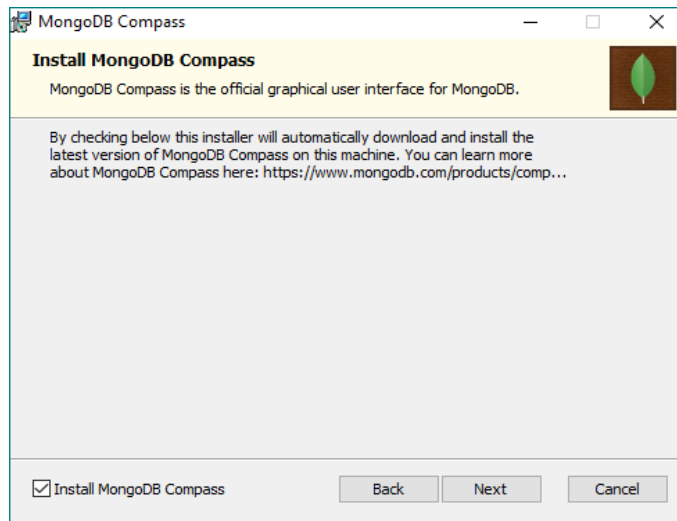 MongoDB Compass
Install MongoDB Compass
MongoDB Compass is the official graphical user interface for MongoDB.
By checking below this installer will automatically download and install the
latest version of MongoDB Compass on this machine. You can learn more
about MongoDB Compass here: https://www.mongodb.com/products/comp...
Install MongoDB Compass
Back
Next
Cancel